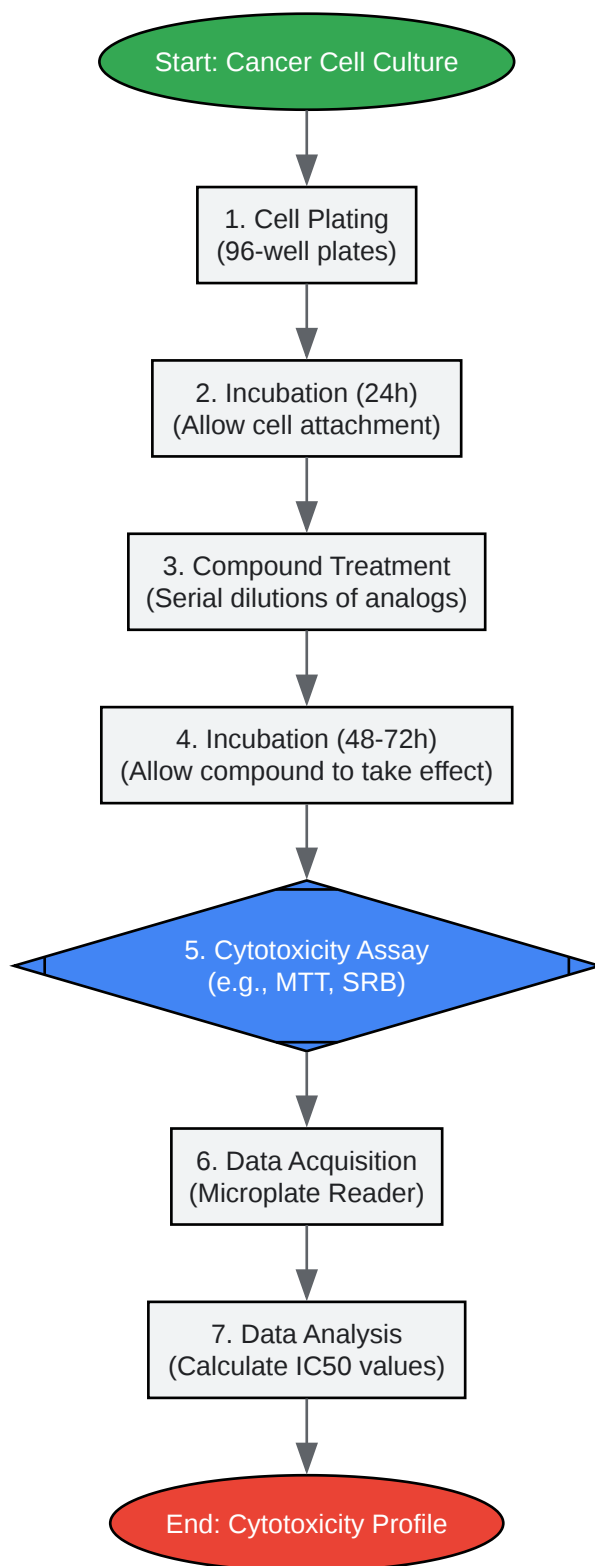 Start: Cancer Cell Culture
1. Cell Plating
(96-well plates)
2. Incubation (24h)
(Allow cell attachment)
3. Compound Treatment
(Serial dilutions of analogs)
4. Incubation (48-72h)
(Allow compound to take effect)
5. Cytotoxicity Assay
(e.g., MTT, SRB)
6. Data Acquisition
(Microplate Reader)
7. Data Analysis
(Calculate IC50 values)
End: Cytotoxicity Profile